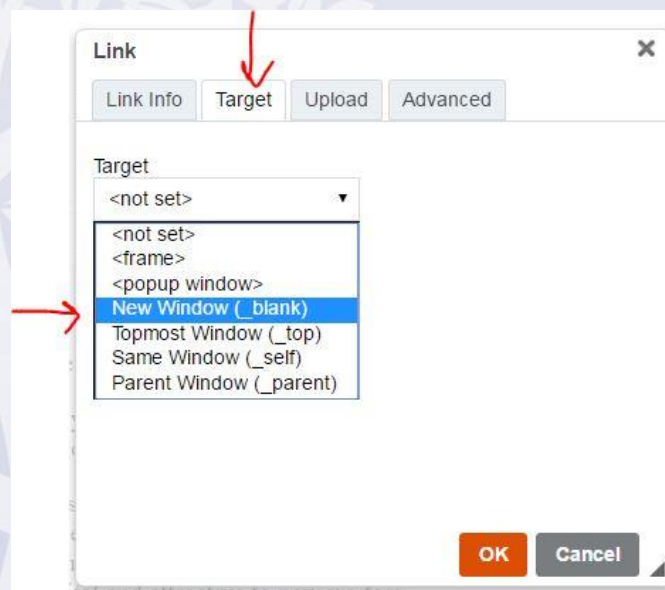 Link
Link Info Target Upload Advanced
Target
<not set>
<not set>
<frame>
<popup window>
New Window (_blank)
Topmost Window (_top)
Same Window (_self)
Parent Window (_parent)
OK Cancel